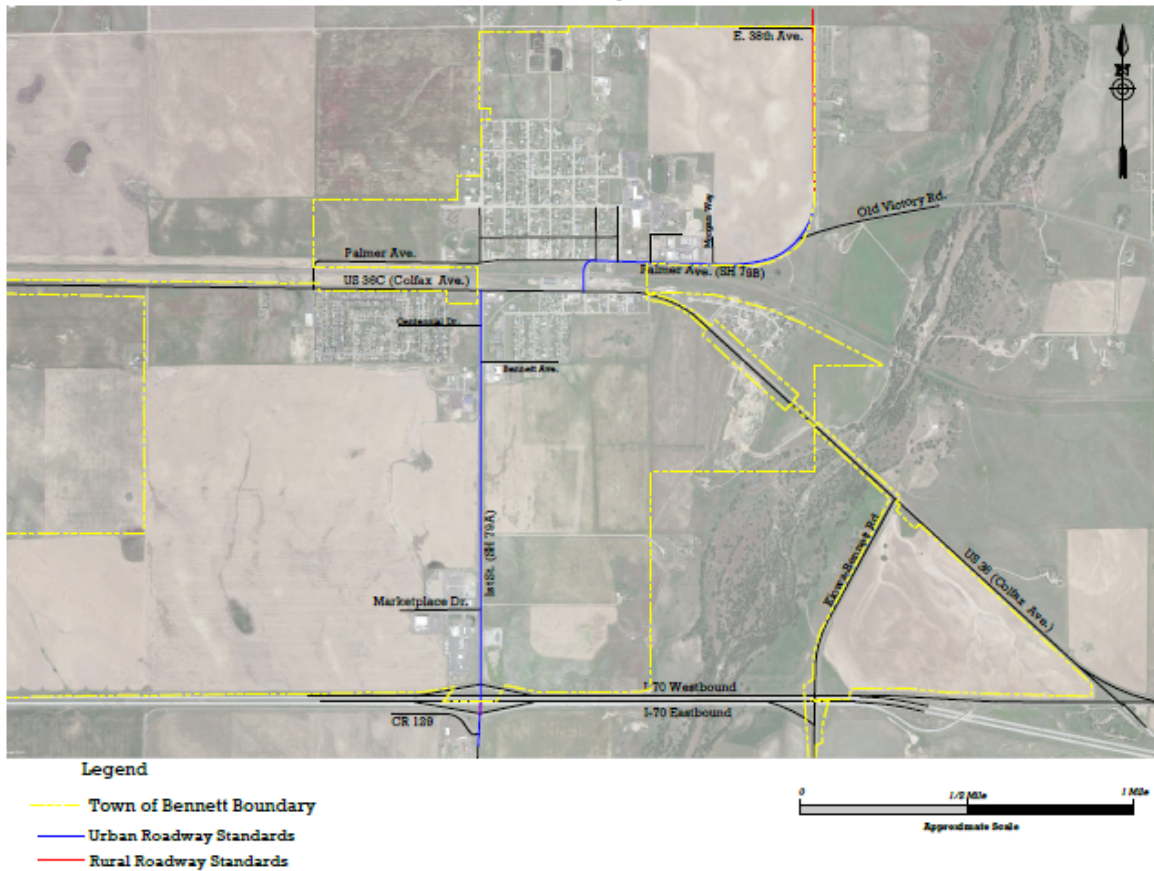 E. 38th Ave.
N
Old Victory Rd.
Morgan Way
Palmer Ave.
Palmer Ave. (SH 79B)
US 36C (Colfax Ave.)
Centennial Dr.
Bennett Ave.
1st St. (SH 79A)
Kiowa-Bennett Rd
US 36 (Colfax Ave.)
Marketplace Dr.
I-70 Westbound
CR 129
I-70 Eastbound
Legend
Town of Bennett Boundary
Urban Roadway Standards
Rural Roadway Standards
0 1/2 Mile 1 Mile
Approximate Scale